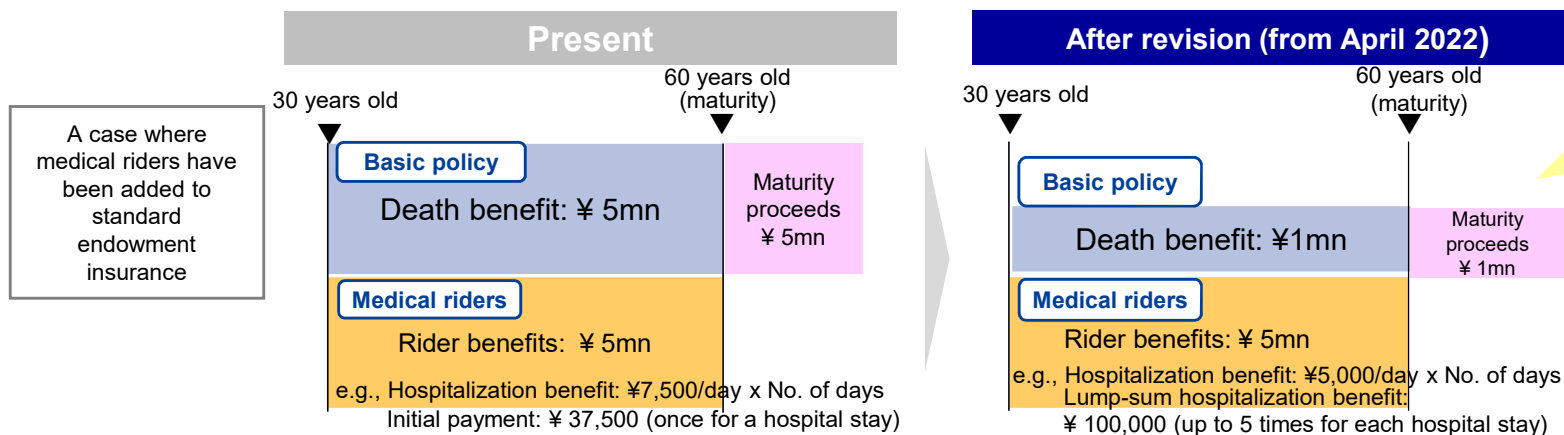 Present
After revision (from April 2022)
A case where
medical riders have
been added to
standard
endowment
insurance
30 years old
60 years old
(maturity)
Basic policy
Death benefit: ¥ 5mn
Maturity
proceeds
¥ 5mn
Medical riders
Rider benefits: ¥ 5mn
e.g., Hospitalization benefit: ¥7,500/day x No. of days
Initial payment: ¥ 37,500 (once for a hospital stay)
30 years old
60 years old
(maturity)
Basic policy
Death benefit: ¥1mn
Maturity
proceeds
¥ 1mn
Medical riders
Rider benefits: ¥ 5mn
e.g., Hospitalization benefit: ¥5,000/day x No. of days
Lump-sum hospitalization benefit:
¥ 100,000 (up to 5 times for each hospital stay)